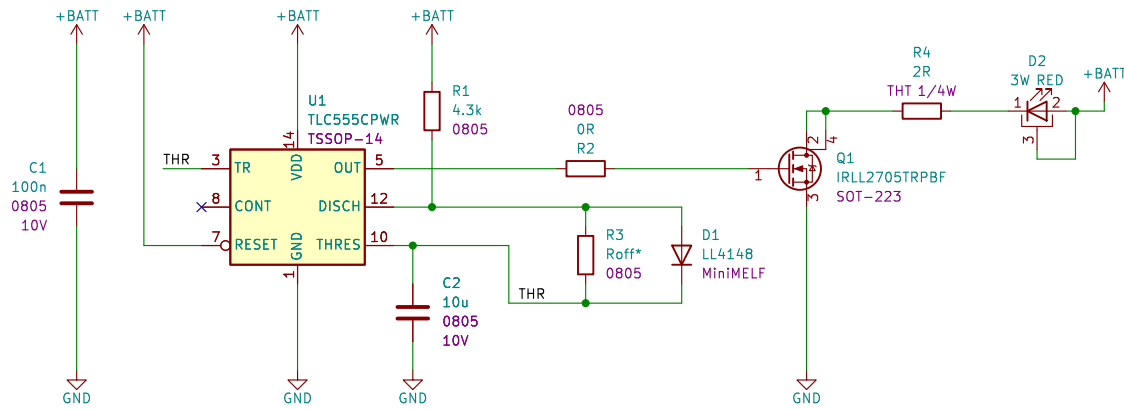 +BATT
+BATT
+BATT
+BATT
R4
2R
THT 1/4W
D2
3W RED
+BATT
1
2
3
U1
TLC555CPWR
TSSOP-14
R1
4.3k
0805
0805
0R
R2
14
THR
3
TR
VDD
OUT
5
2
4
1
3
Q1
IRLL2705TRPBF
SOT-223
C1
100n
0805
10V
8
CONT
DISCH
12
7
RESET
GND
THRES
10
1
R3
Roff*
0805
D1
LL4148
MiniMELF
C2
10u
0805
10V
THR
GND
GND
GND
GND